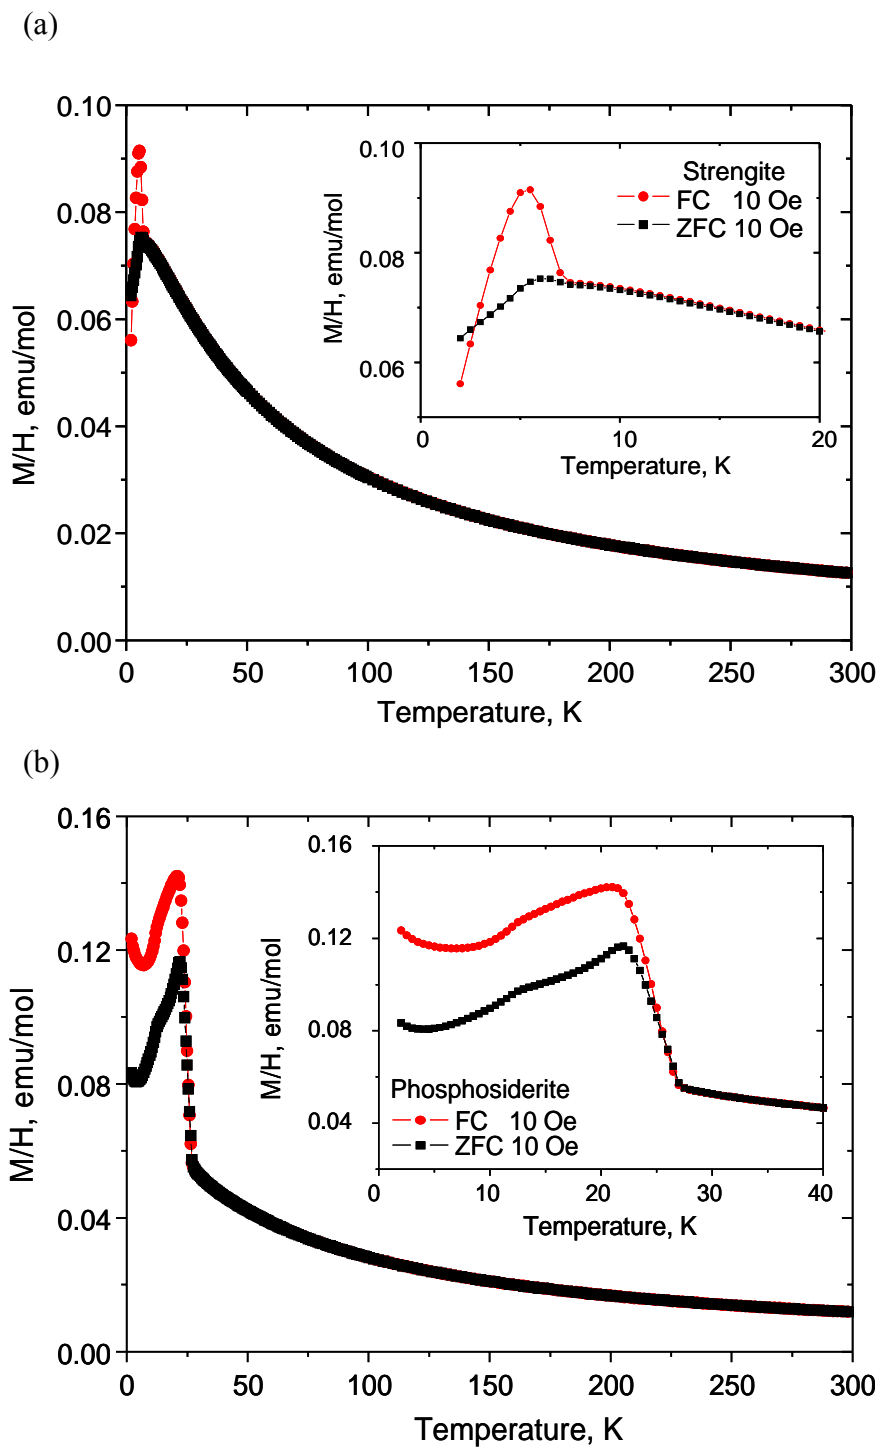 (a)
0.10
0.08
0.06
0.04
0.02
0.00
M/H, emu/mol
0 50 100 150 200 250 300
Temperature, K
0.10
0.08
0.06
M/H, emu/mol
Strengite
FC 10 Oe
ZFC 10 Oe
0 10 20
Temperature, K
(b)
0.16
0.12
0.08
0.04
0.00
M/H, emu/mol
0 50 100 150 200 250 300
Temperature, K
0.16
0.12
0.08
0.04
M/H, emu/mol
Phosphosiderite
FC 10 Oe
ZFC 10 Oe
0 10 20 30 40
Temperature, K